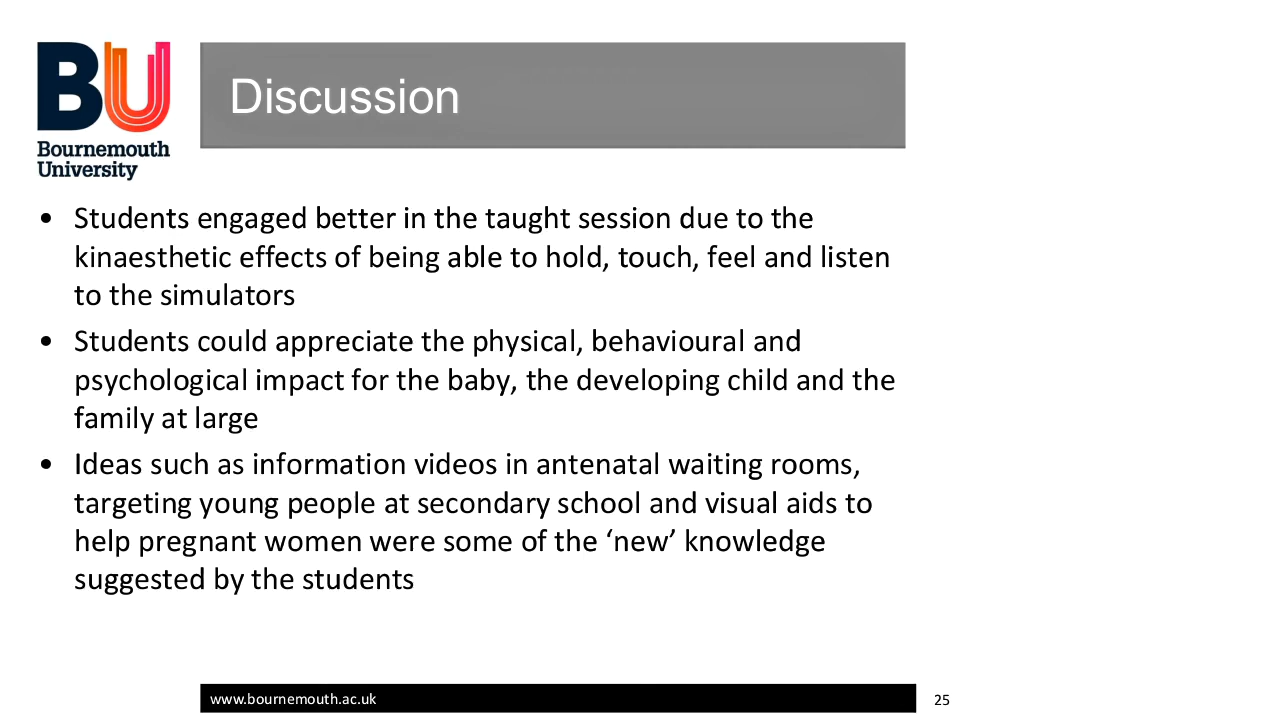 BU
Bournemouth
University
Discussion
• Students engaged better in the taught session due to the
kinaesthetic effects of being able to hold, touch, feel and listen
to the simulators
• Students could appreciate the physical, behavioural and
psychological impact for the baby, the developing child and the
family at large
• Ideas such as information videos in antenatal waiting rooms,
targeting young people at secondary school and visual aids to
help pregnant women were some of the ‘new’ knowledge
suggested by the students
www.bournemouth.ac.uk
25